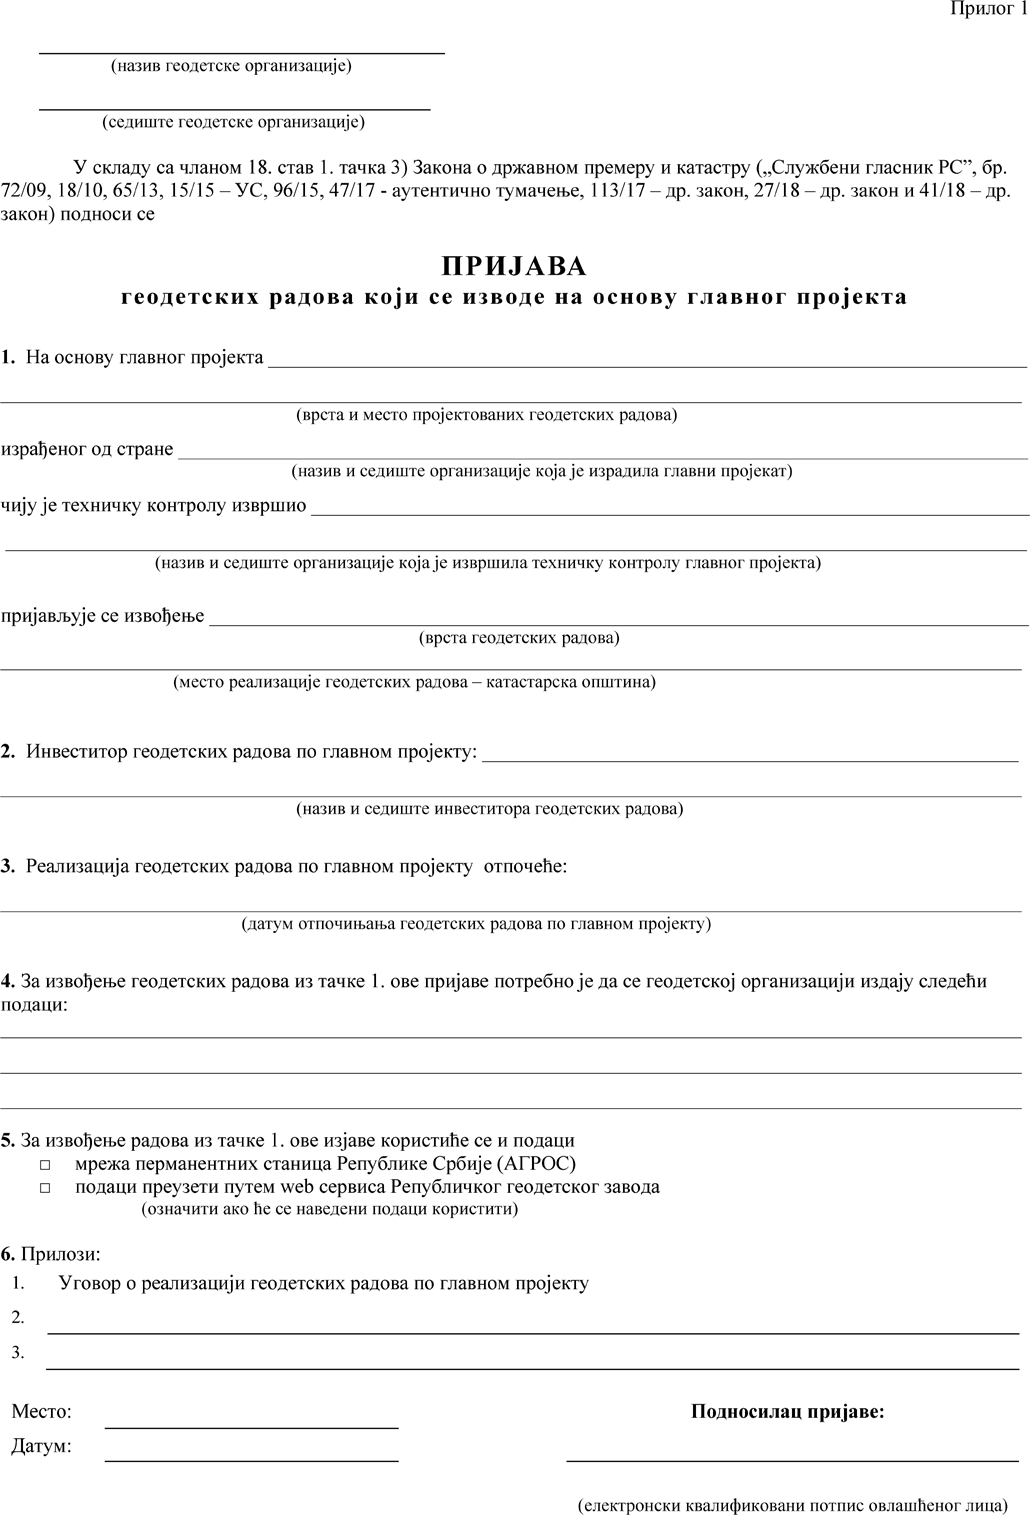 Прилог 1
(назив геодетске организације)
(седиште геодетске организације)
У складу са чланом 18. став 1. тачка 3) Закона о државном премеру и катастру („Службени гласник РС”, бр.
72/09, 18/10, 65/13, 15/15 – УС, 96/15, 47/17 - аутентично тумачење, 113/17 – др. закон, 27/18 – др. закон и 41/18 – др.
закон) подноси се
ПРИЈАВА
геодетских радова који се изводе на основу главног пројекта
1. На основу главног пројекта
(врста и место пројектованих геодетских радова)
израђеног од стране
(назив и седиште организације која је израдила главни пројекат)
чију је техничку контролу извршио
(назив и седиште организације која је извршила техничку контролу главног пројекта)
пријављује се извођење
(врста геодетских радова)
(место реализације геодетских радова – катастарска општина)
2. Инвеститор геодетских радова по главном пројекту:
(назив и седиште инвеститора геодетских радова)
3. Реализација геодетских радова по главном пројекту отпочеће:
(датум отпочињања геодетских радова по главном пројекту)
4. За извођење геодетских радова из тачке 1. ове пријаве потребно је да се геодетској организацији издају следећи
подаци:
5. За извођење радова из тачке 1. ове изјаве користиће се и подаци
□ мрежа перманентних станица Републике Србије (АГРОС)
□ подаци преузети путем web сервиса Републичког геодетског завода
(означити ако ће се наведени подаци користити)
6. Прилози:
1. Уговор о реализацији геодетских радова по главном пројекту
2.
3.
Место: Подносилац пријаве:
Датум:
(електронски квалификовани потпис овлашћеног лица)